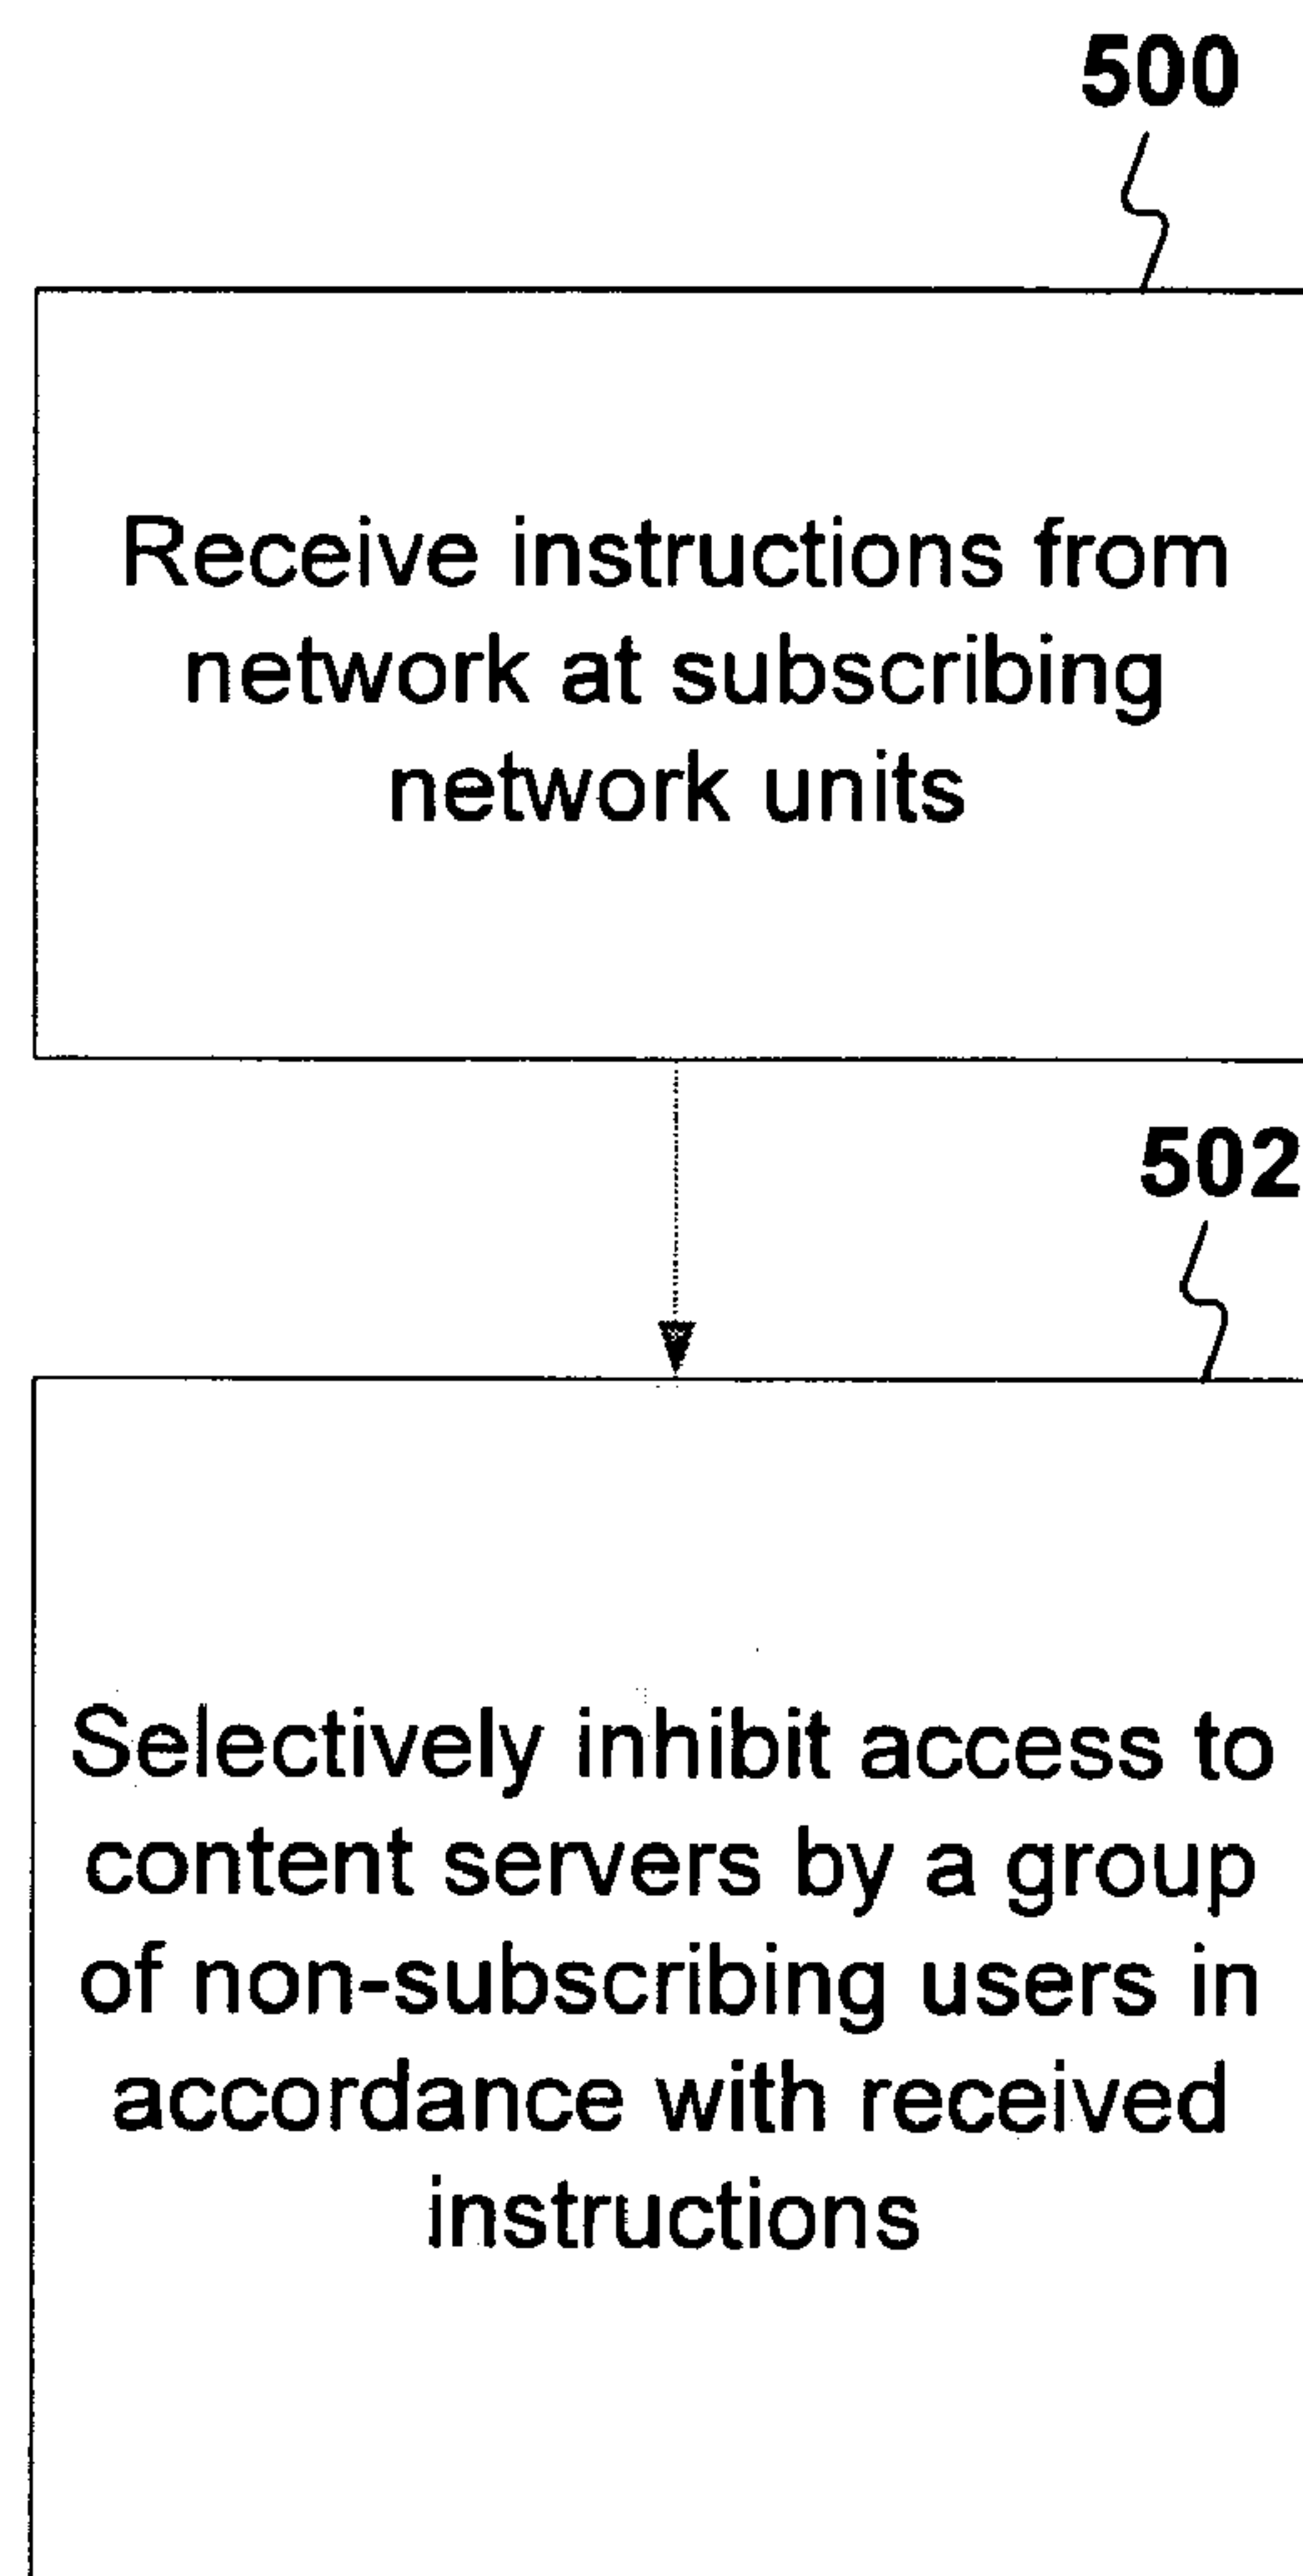 500
Receive instructions from
network at subscribing
network units
502
Selectively inhibit access to
content servers by a group
of non-subscribing users in
accordance with received
instructions